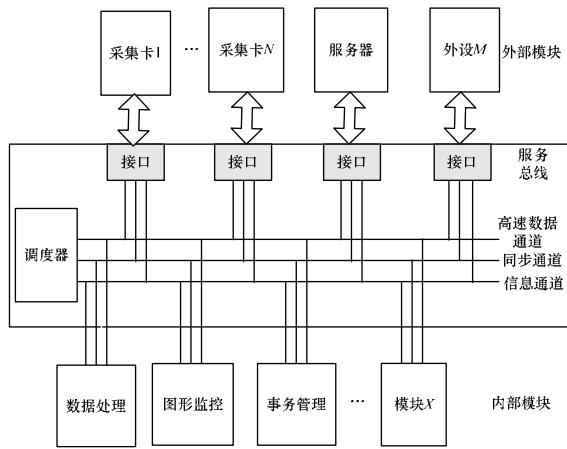 采集卡1
···
采集卡N
服务器
外设M
外部模块
接口
接口
接口
接口
服务
总线
调度器
高速数据
通道
同步通道
信息通道
数据处理
图形监控
事务管理
···
模块X
内部模块